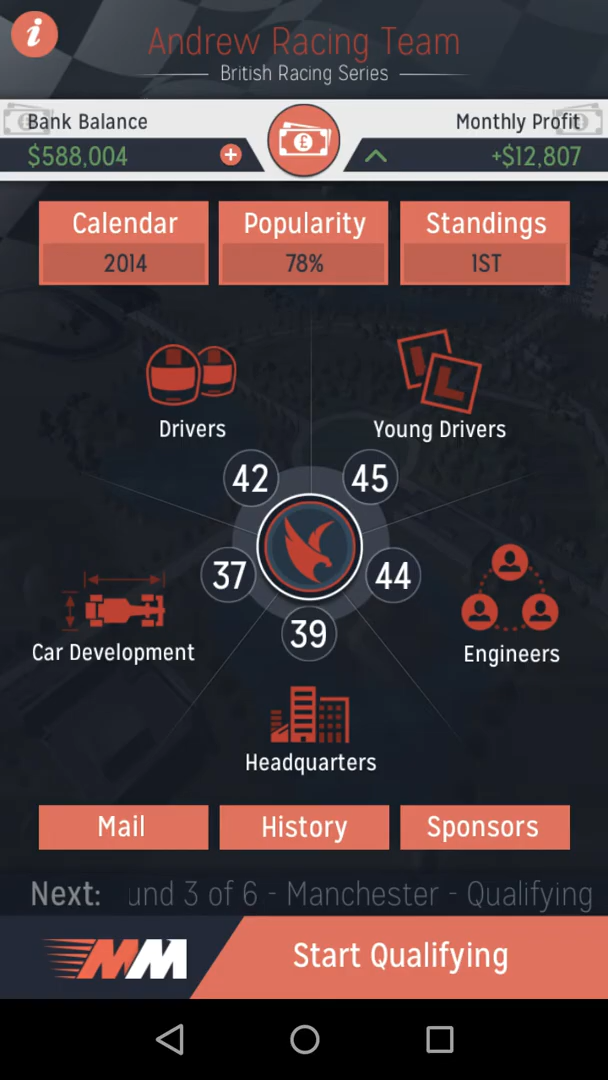 i
Andrew Racing Team
British Racing Series
Bank Balance
Monthly Profit
$588,004
+
£
+$12,807
Calendar
Popularity
Standings
2014
78%
1ST
L
L
Drivers
Young Drivers
42
45
37
44
39
Car Development
Engineers
Headquarters
Mail
History
Sponsors
Next: und 3 of 6 - Manchester - Qualifying
MM
Start Qualifying